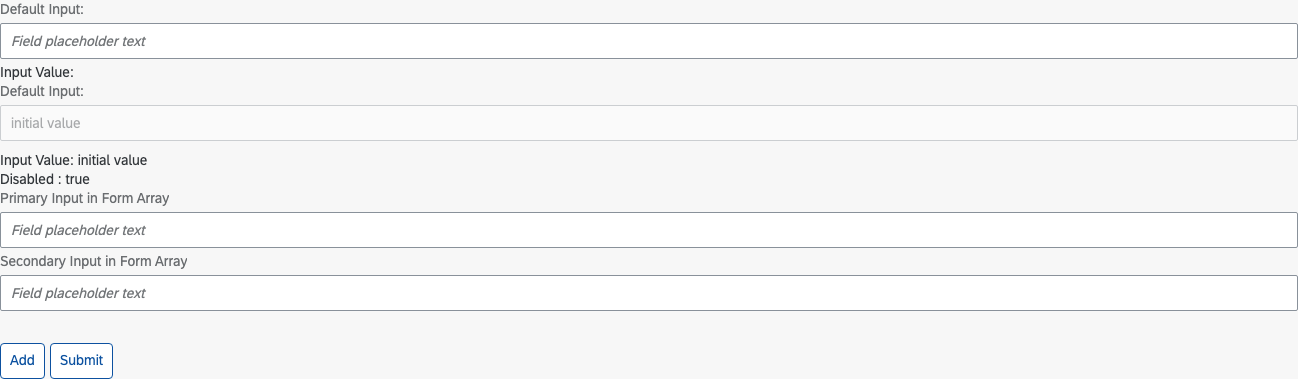 Default Input:
Field placeholder text
Input Value:
Default Input:
initial value
Input Value: initial value
Disabled : true
Primary Input in Form Array
Field placeholder text
Secondary Input in Form Array
Field placeholder text
Add Submit